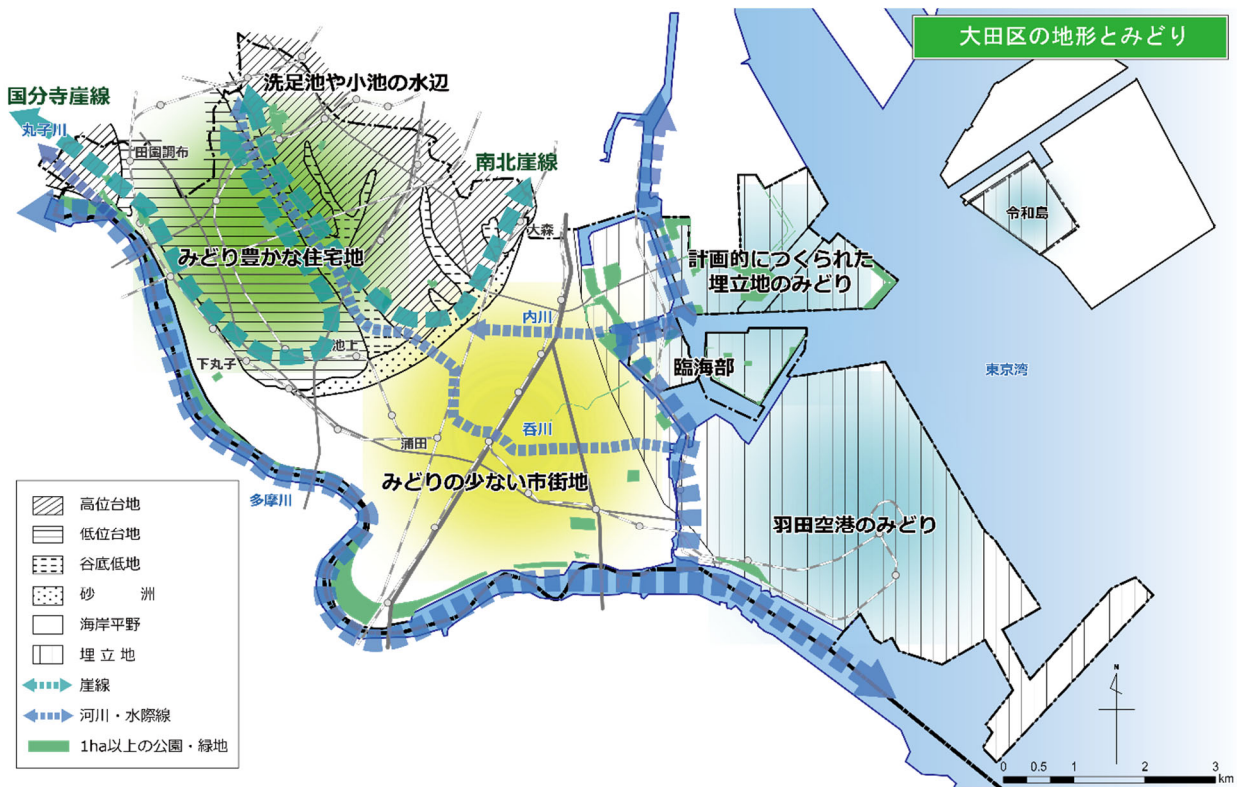 大田区の地形とみどり
洗足池や小池の水辺
国分寺崖線
丸子川
田園調布
南北崖線
大森
令和島
みどり豊かな住宅地
計画的につくられた
埋立地のみどり
内川
池上
下丸子
臨海部
東京湾
呑川
蒲田
みどりの少ない市街地
多摩川
羽田空港のみどり
高位台地
低位台地
谷底低地
砂 洲
海岸平野
埋 立 地
崖線
河川・水際線
1ha以上の公園・緑地
N
0 0.5 1 2 3
km